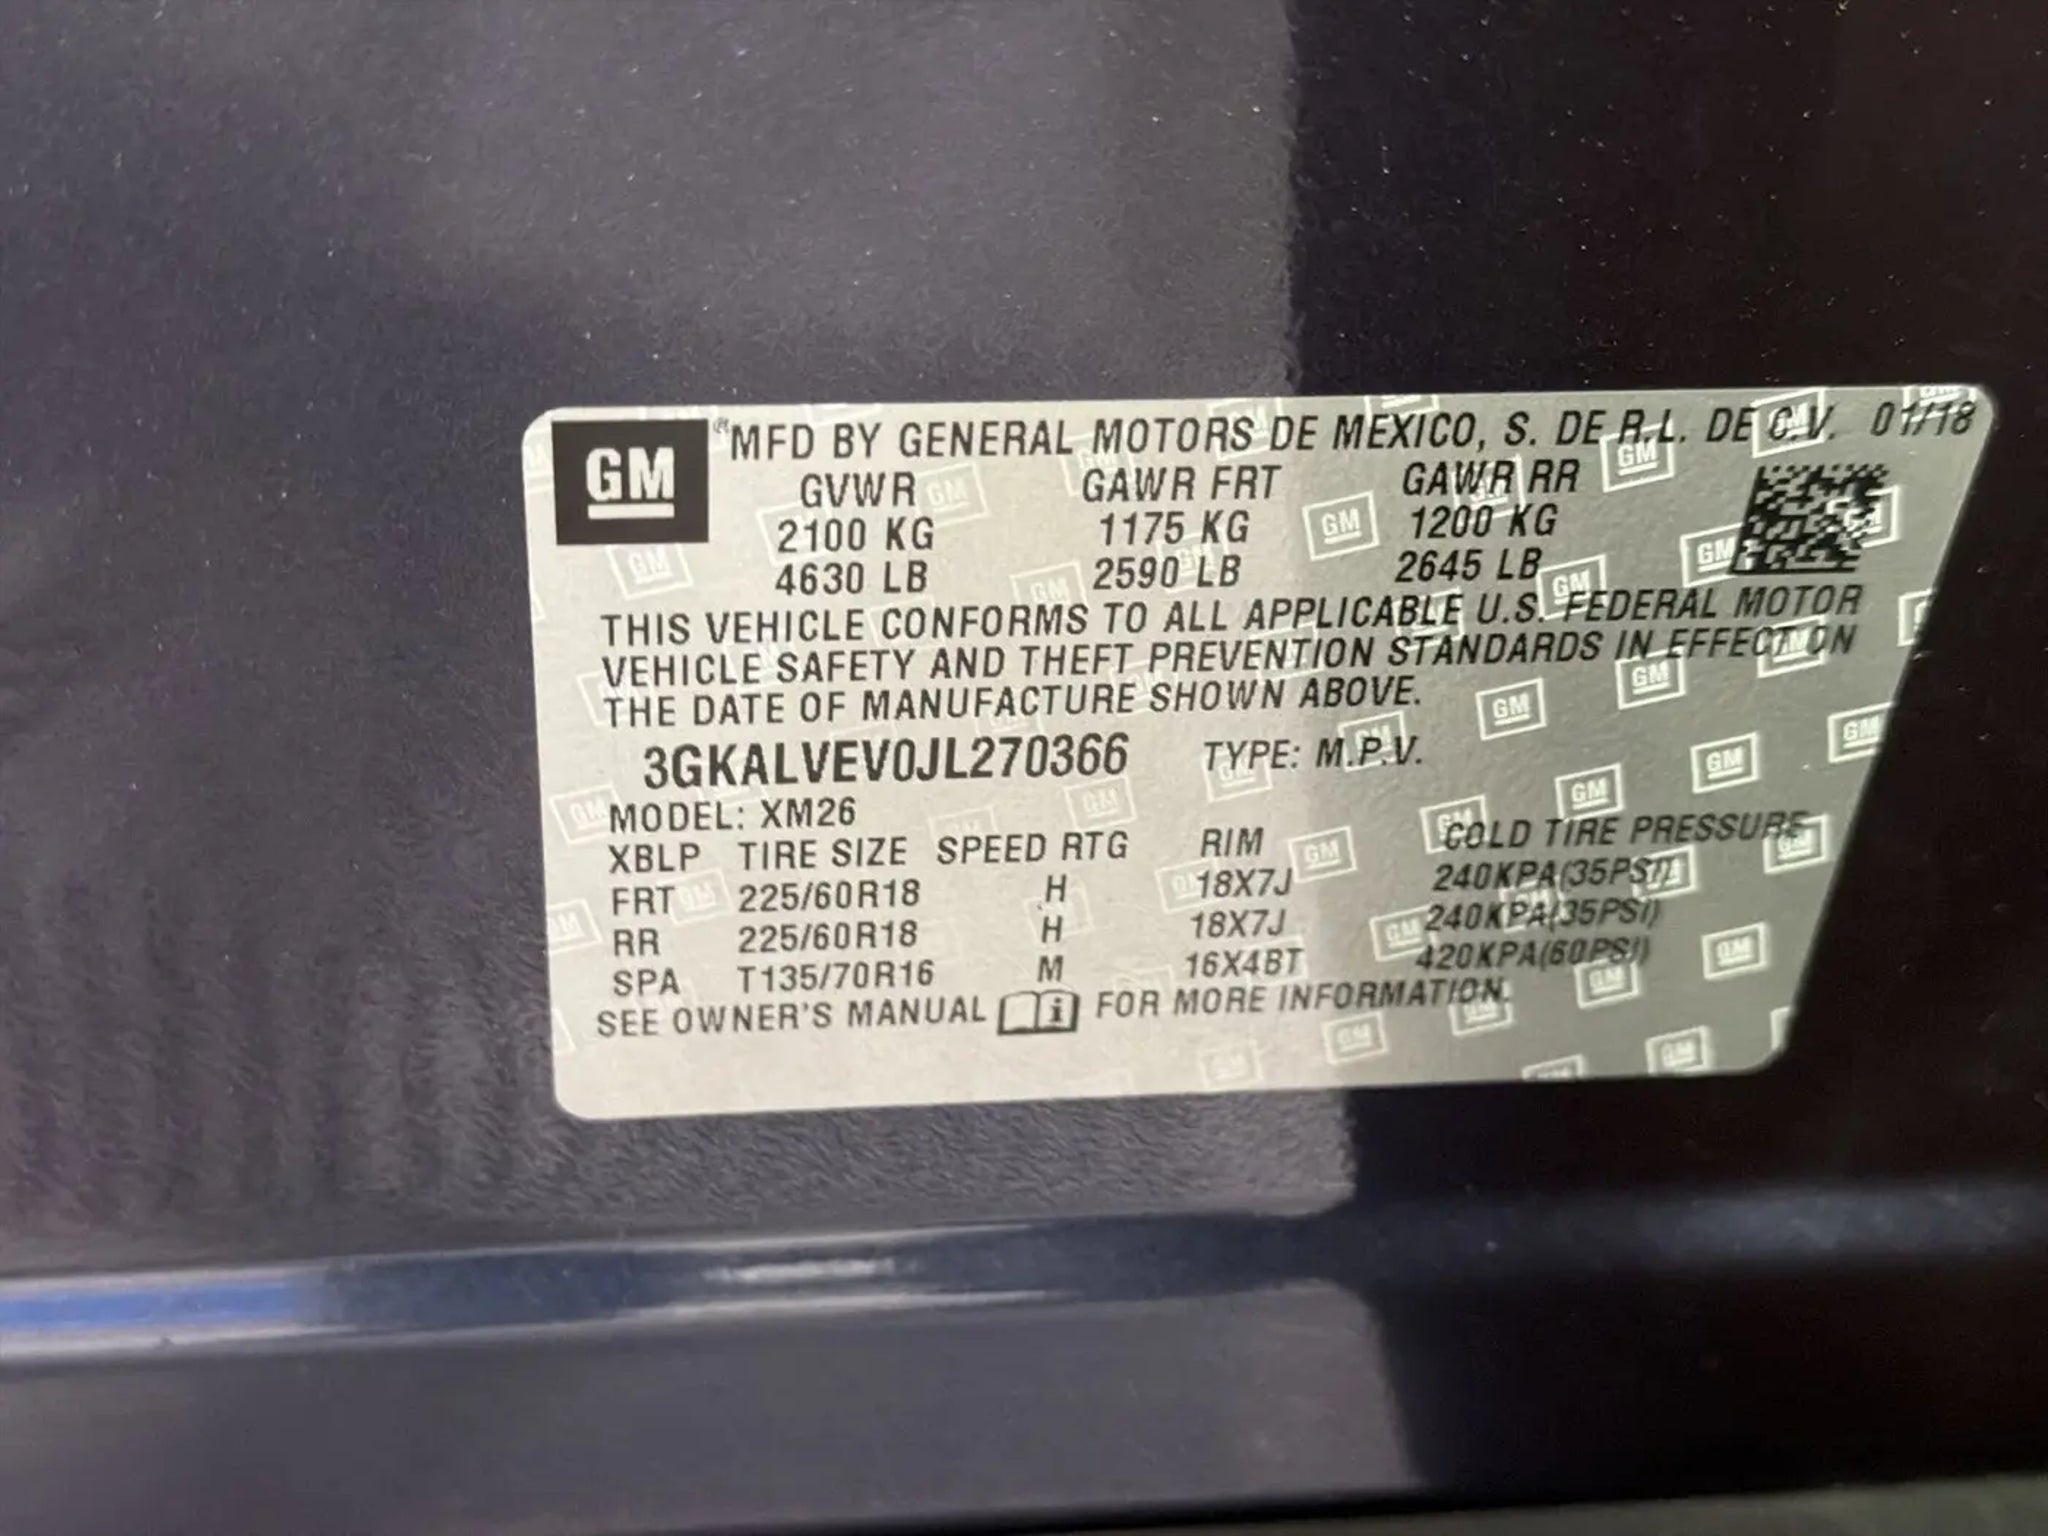 GM
MFD BY GENERAL MOTORS DE MEXICO, S. DE R.L. DE C.V. 01/18
GVWR GAWR FRT GAWR RR
2100 KG 1175 KG 1200 KG
4630 LB 2590 LB 2645 LB
THIS VEHICLE CONFORMS TO ALL APPLICABLE U.S. FEDERAL MOTOR
VEHICLE SAFETY AND THEFT PREVENTION STANDARDS IN EFFECT ON
THE DATE OF MANUFACTURE SHOWN ABOVE.
3GKALVEV0JL270366 TYPE: M.P.V.
MODEL: XM26
XBLP TIRE SIZE SPEED RTG RIM COLD TIRE PRESSURE
FRT 225/60R18 H 18X7J 240KPA(35PSI)
RR 225/60R18 H 18X7J 240KPA(35PSI)
SPA T135/70R16 M 16X4BT 420KPA(60PSI)
SEE OWNER'S MANUAL i FOR MORE INFORMATION.